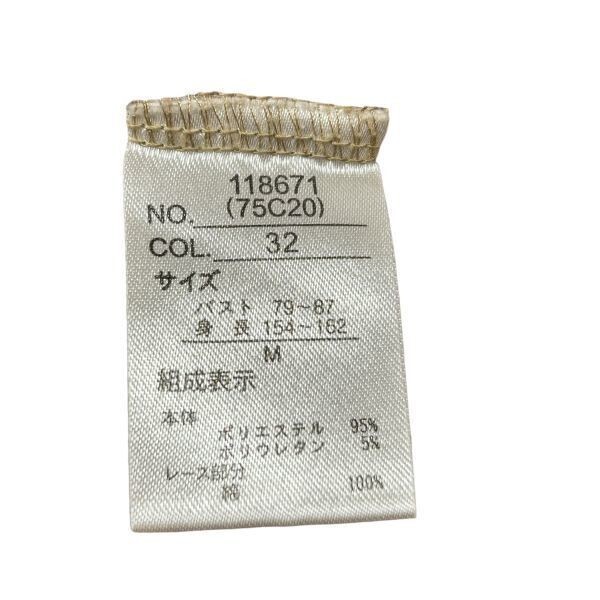 118671
NO. (75C20)
COL. 32
サイズ
バスト 79～87
身長 154～162
M
組成表示
本体
ポリエステル 95%
ポリウレタン 5%
レース部分
綿 100%